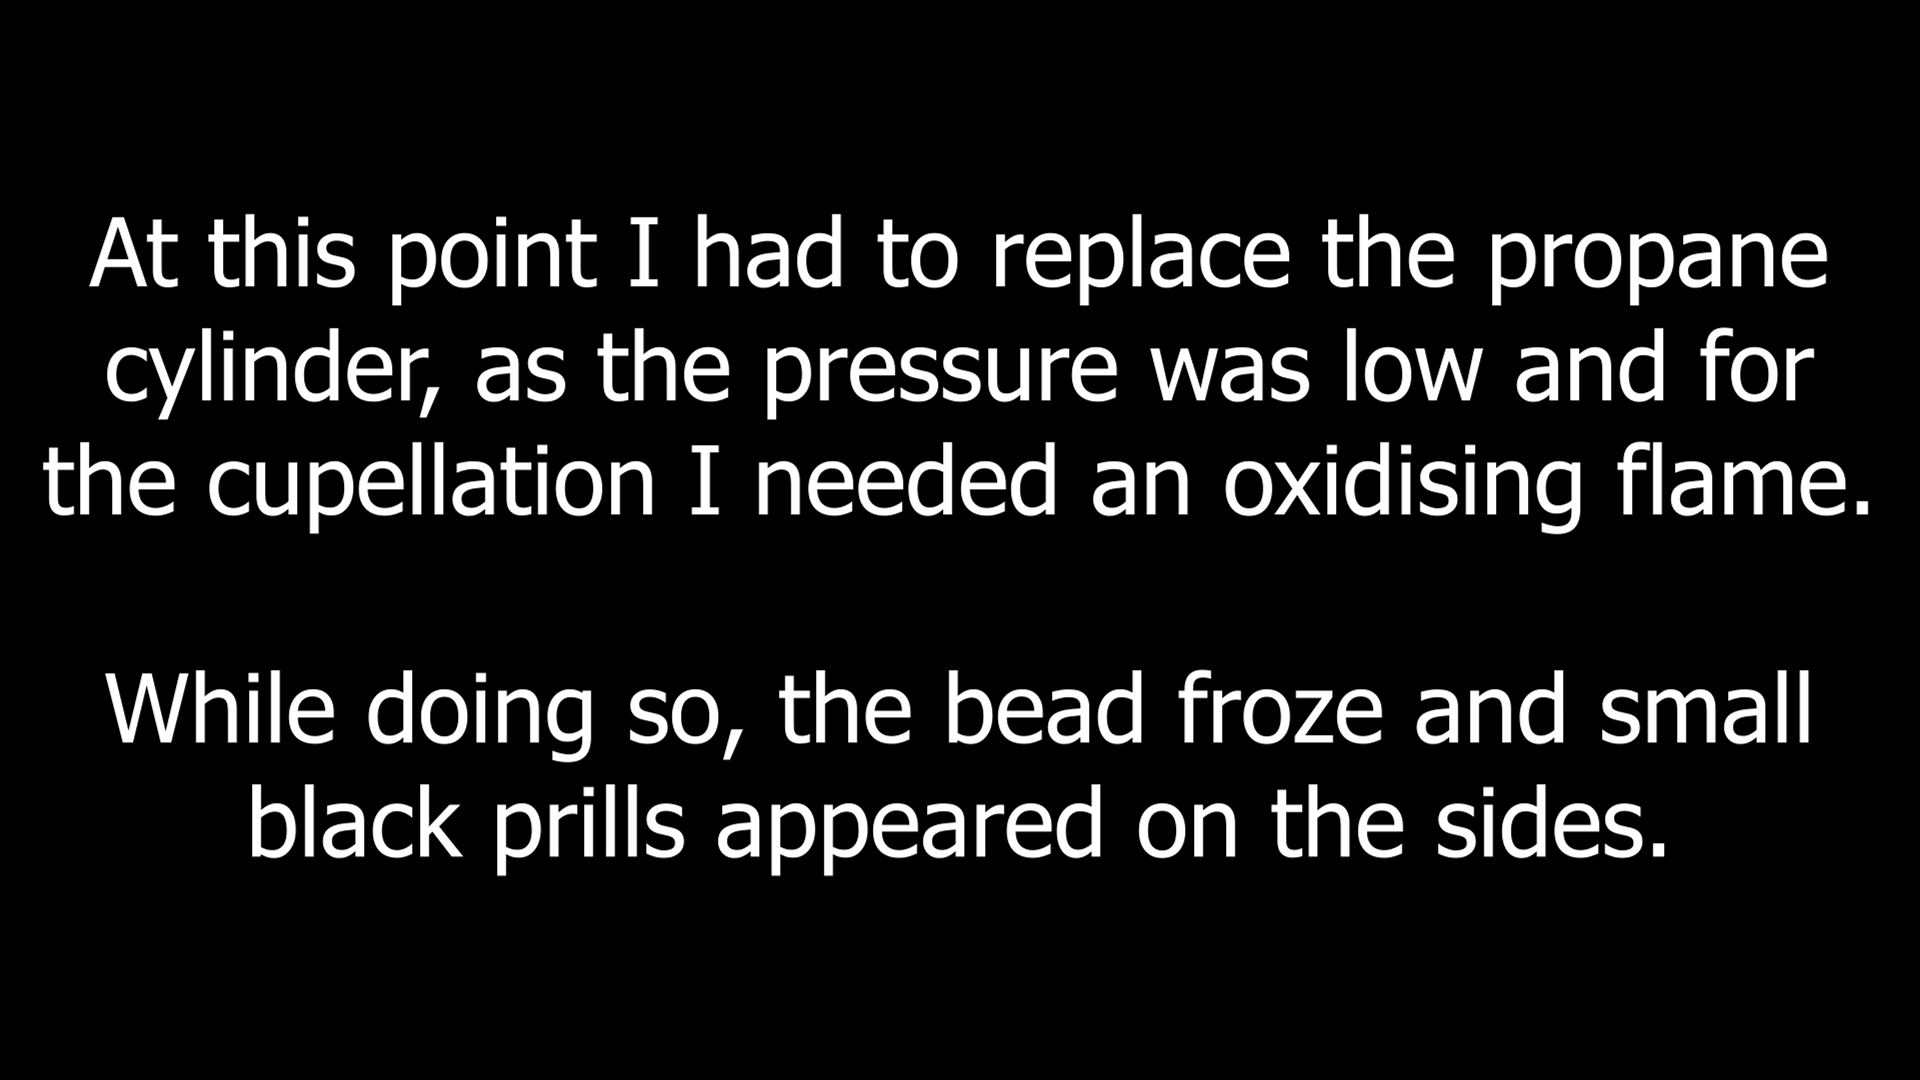 At this point I had to replace the propane
cylinder, as the pressure was low and for
the cupellation I needed an oxidising flame.
While doing so, the bead froze and small
black prills appeared on the sides.